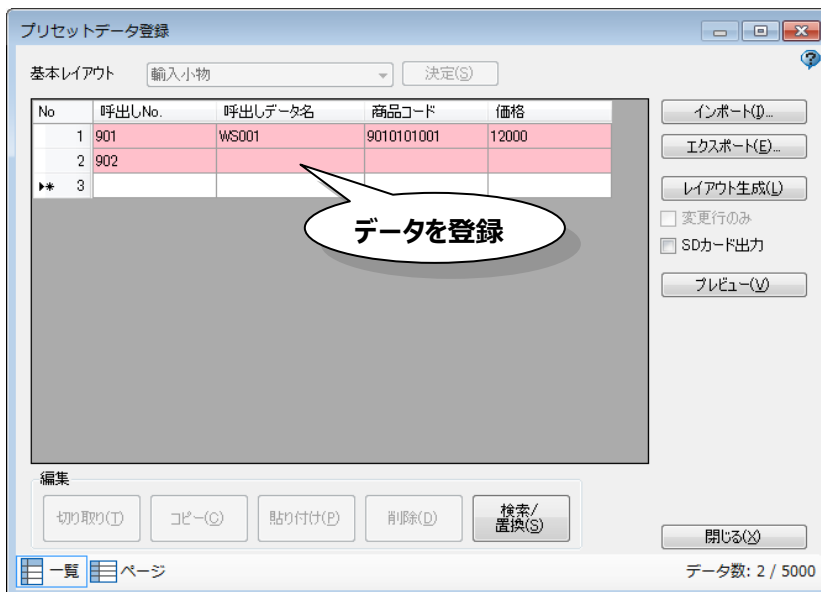 プリセットデータ登録
基本レイアウト 輸入小物 決定(S)
No 呼出しNo. 呼出しデータ名 商品コード 価格
1 901 WS001 9010101001 12000
2 902
3
データを登録
インポート(I)...
エクスポート(E)...
レイアウト生成(L)
変更行のみ
SDカード出力
プレビュー(V)
編集
切り取り(T) コピー(C) 貼り付け(P) 削除(D) 検索/
置換(S)
閉じる(X)
一覧 ページ データ数: 2 / 5000